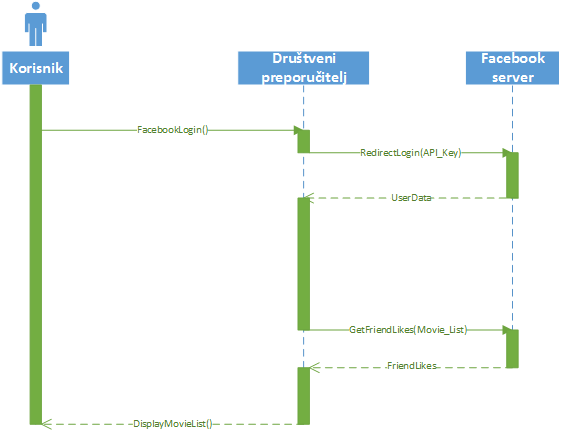 Korisnik
Društveni
preporučitelj
Facebook
server
FacebookLogin()
RedirectLogin(API_Key)
UserData
GetFriendLikes(Movie_List)
FriendLikes
DisplayMovieList()